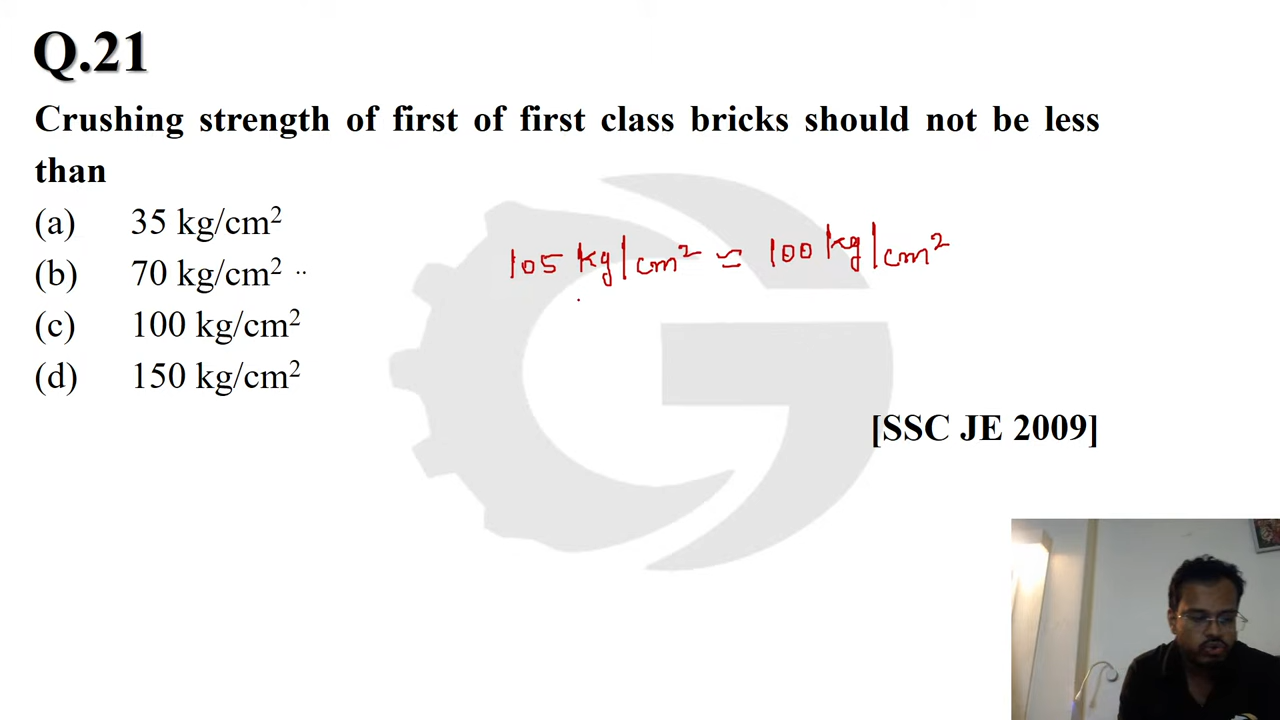 Q.21
Crushing strength of first of first class bricks should not be less
than
(a) 35 kg/cm²
(b) 70 kg/cm²
(c) 100 kg/cm²
(d) 150 kg/cm²
105 kg/cm² ≃ 100 kg/cm²
[SSC JE 2009]